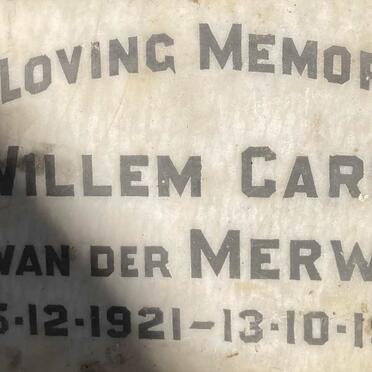 LOVING MEMOR
WILLEM CAR
VAN DER MERW
5·12·1921–13·10·1